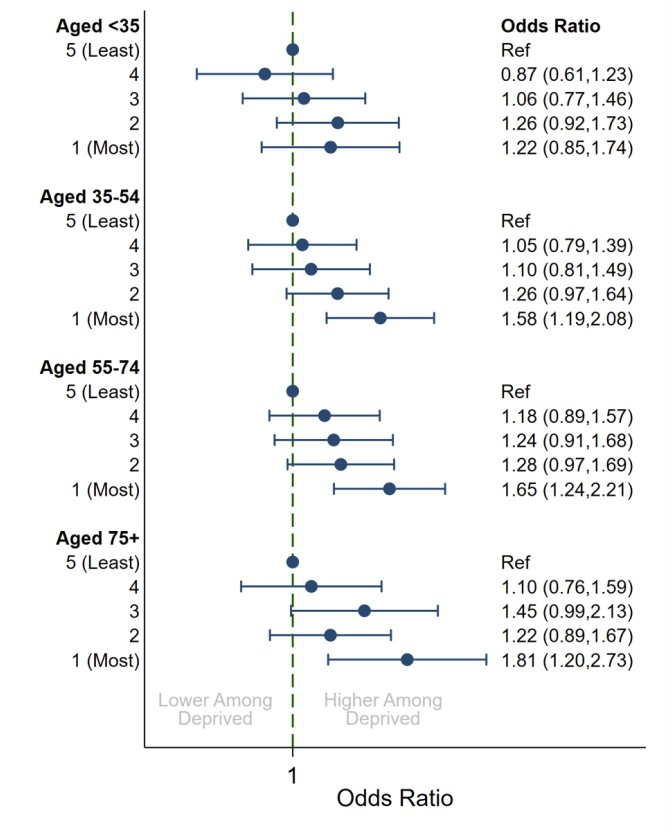 Aged <35 Odds Ratio
5 (Least) Ref
4 0.87 (0.61,1.23)
3 1.06 (0.77,1.46)
2 1.26 (0.92,1.73)
1 (Most) 1.22 (0.85,1.74)
Aged 35-54
5 (Least) Ref
4 1.05 (0.79,1.39)
3 1.10 (0.81,1.49)
2 1.26 (0.97,1.64)
1 (Most) 1.58 (1.19,2.08)
Aged 55-74
5 (Least) Ref
4 1.18 (0.89,1.57)
3 1.24 (0.91,1.68)
2 1.28 (0.97,1.69)
1 (Most) 1.65 (1.24,2.21)
Aged 75+
5 (Least) Ref
4 1.10 (0.76,1.59)
3 1.45 (0.99,2.13)
2 1.22 (0.89,1.67)
1 (Most) 1.81 (1.20,2.73)
Lower Among Higher Among
Deprived Deprived
1
Odds Ratio